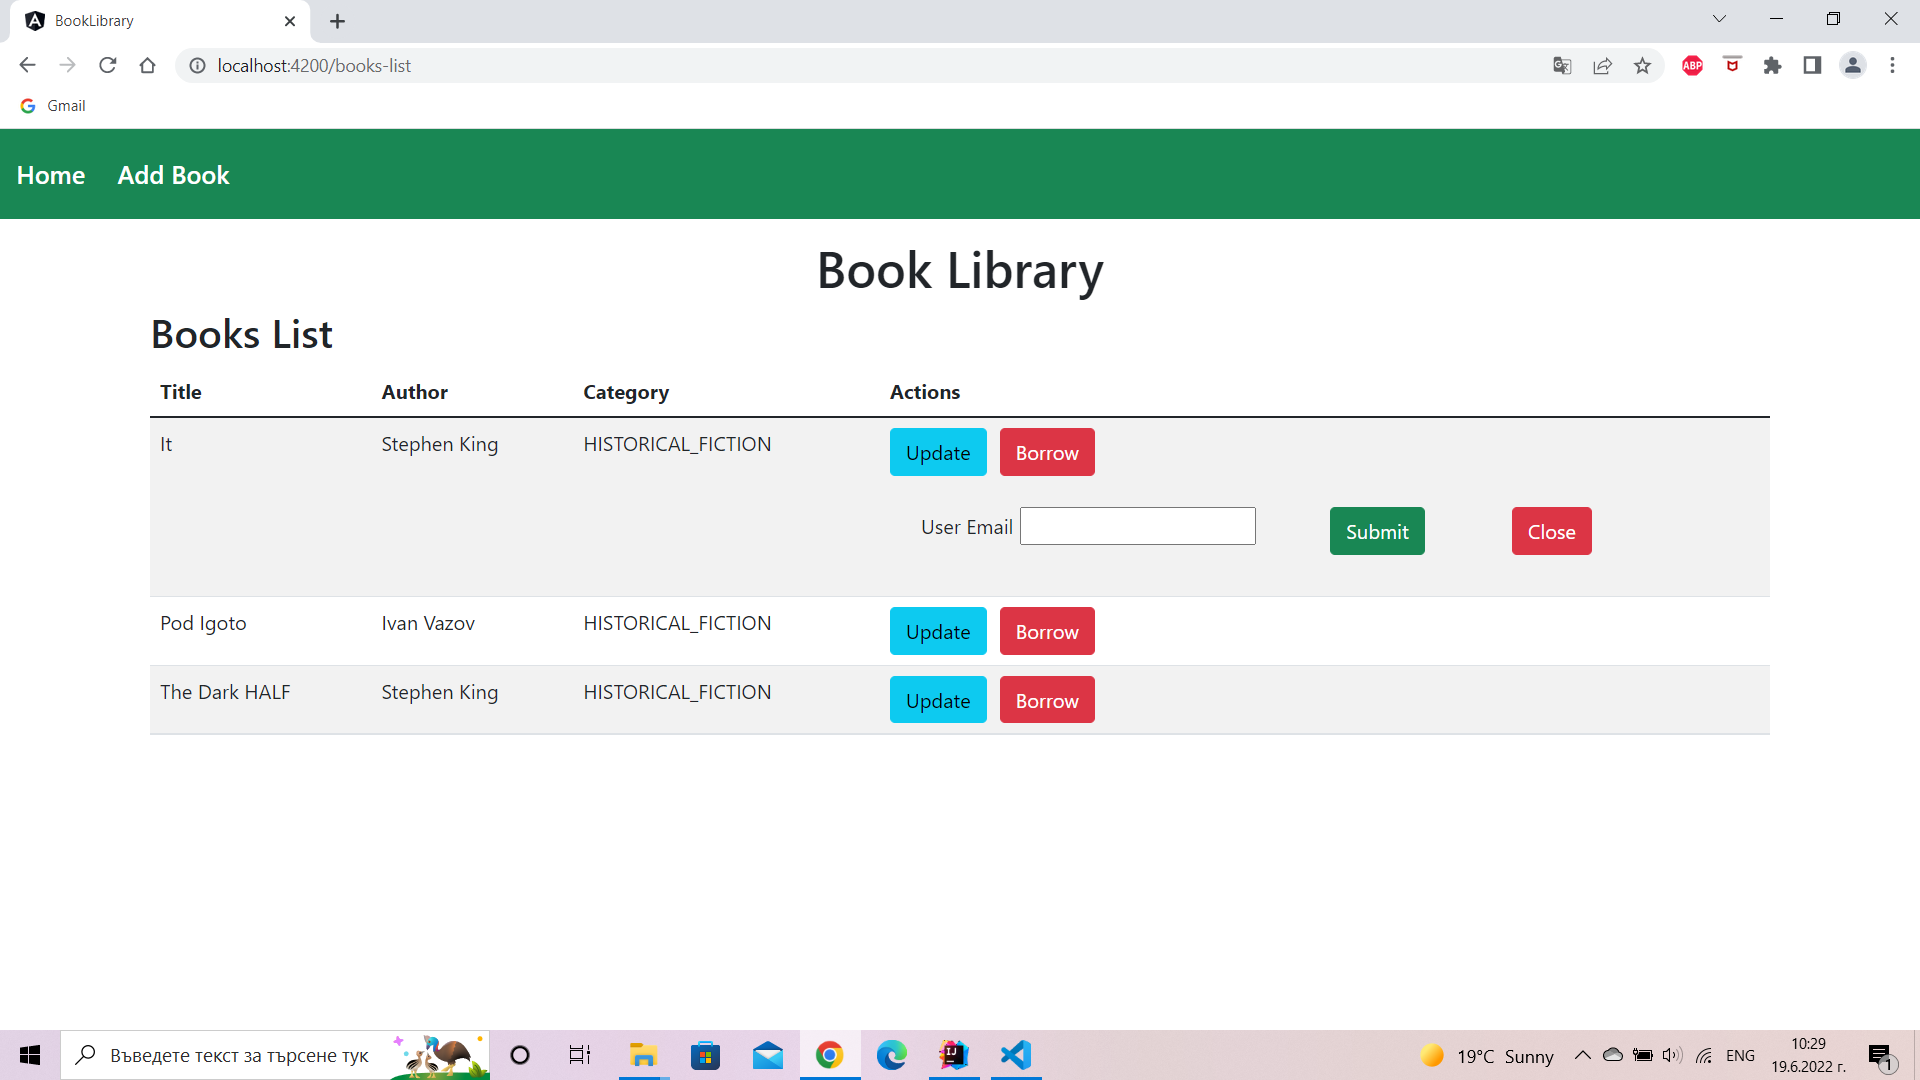 BookLibrary
localhost:4200/books-list
ABP
Gmail
Home Add Book
Book Library
Books List
Title Author Category Actions
It Stephen King HISTORICAL_FICTION Update Borrow
User Email Submit Close
Pod Igoto Ivan Vazov HISTORICAL_FICTION Update Borrow
The Dark HALF Stephen King HISTORICAL_FICTION Update Borrow
Въведете текст за търсене тук
19°C Sunny
ENG
10:29
19.6.2022 г.
1